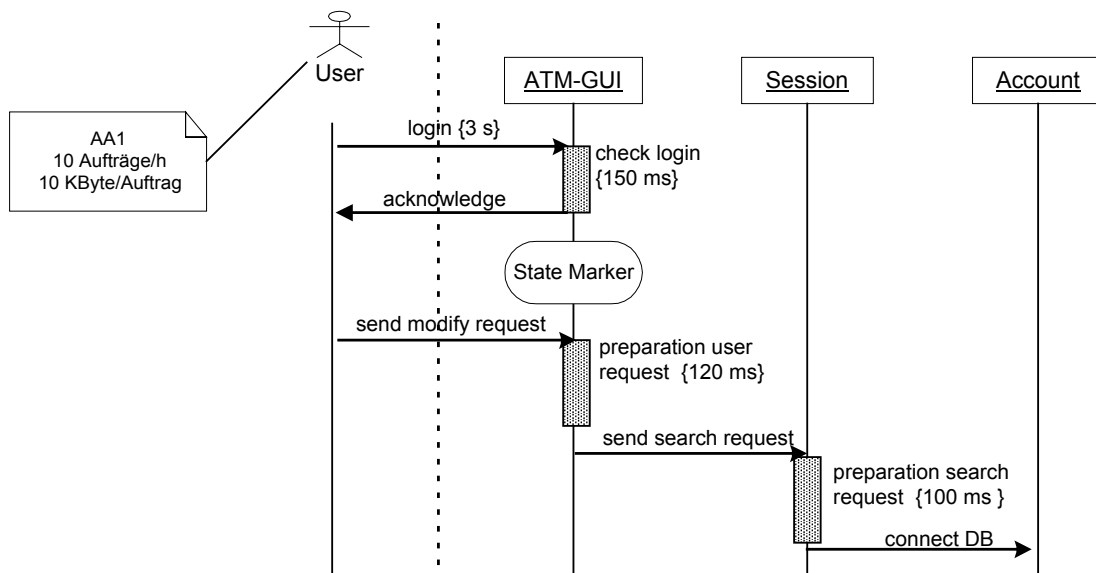 User
ATM-GUI
Session
Account
AA1
10 Aufträge/h
10 KByte/Auftrag
login {3 s}
check login
{150 ms}
acknowledge
State Marker
send modify request
preparation user
request {120 ms}
send search request
preparation search
request {100 ms }
connect DB